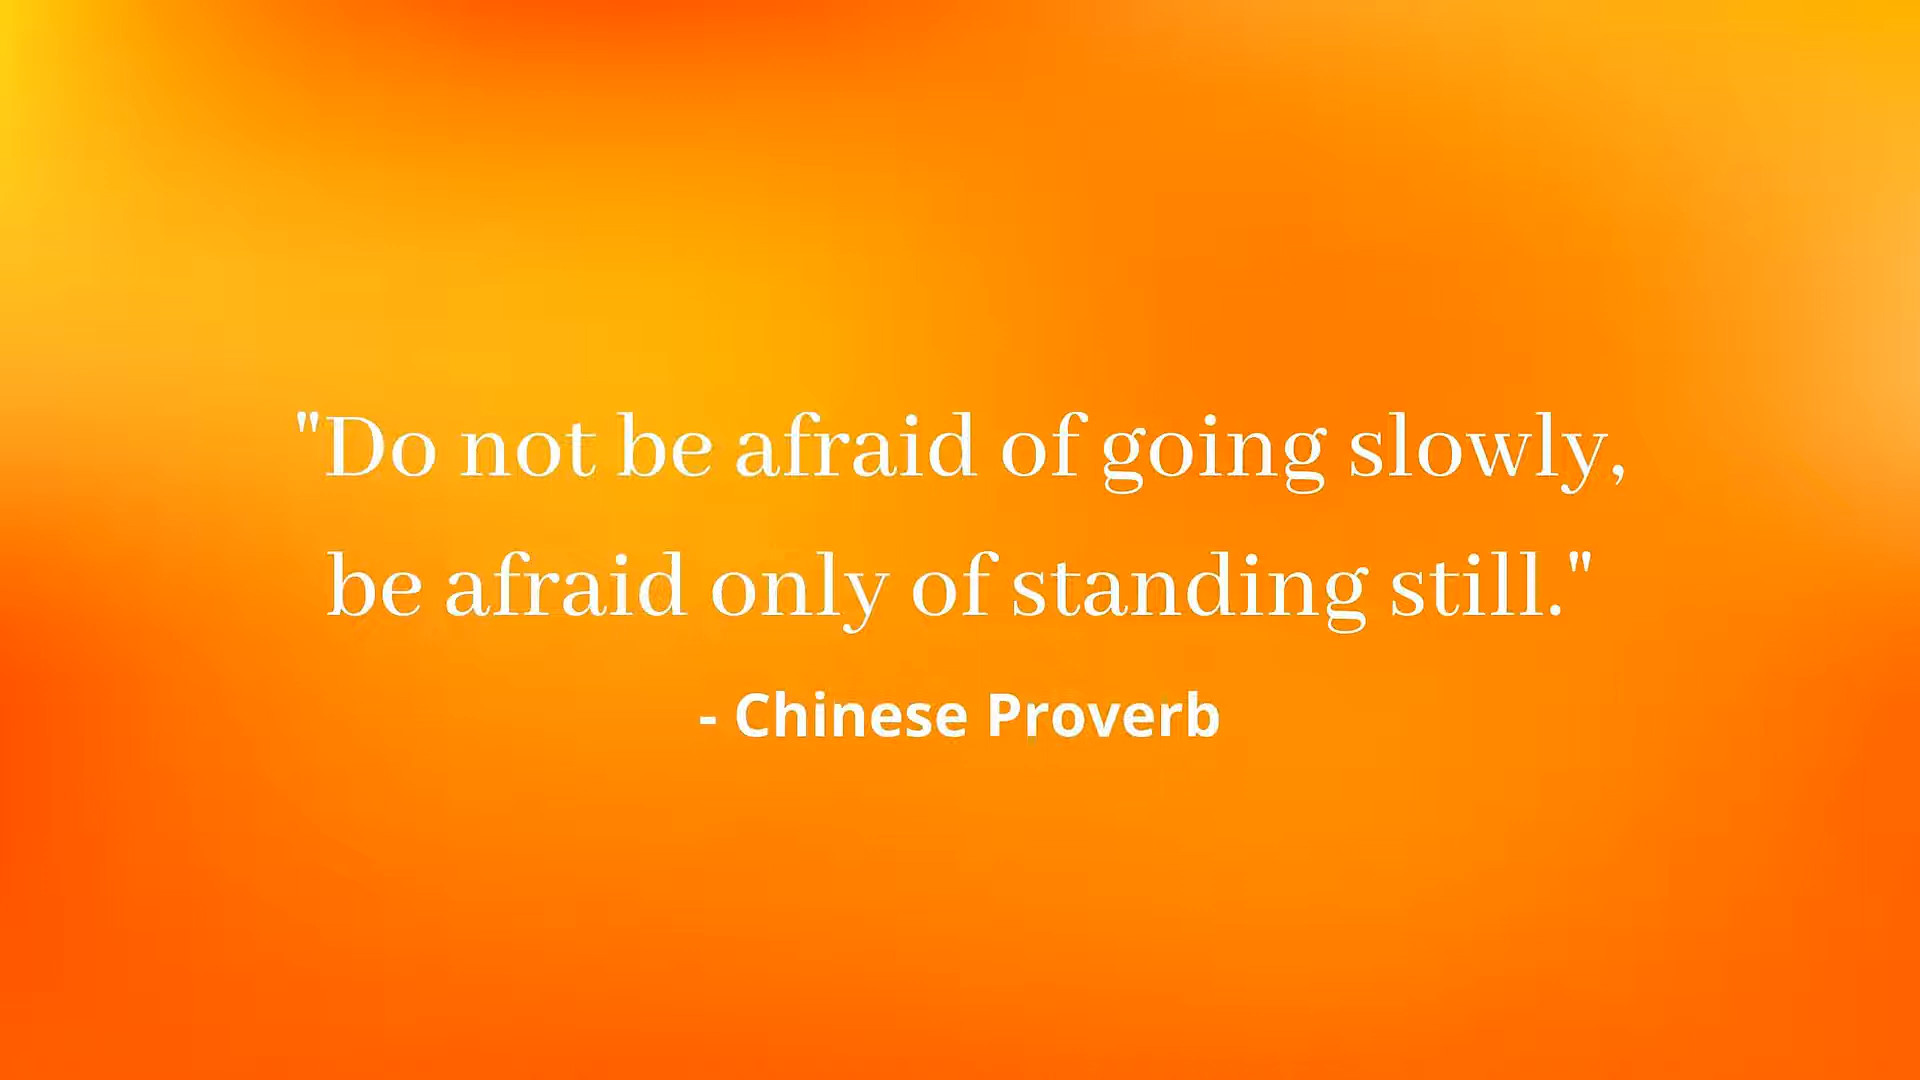 "Do not be afraid of going slowly,
be afraid only of standing still."
- Chinese Proverb